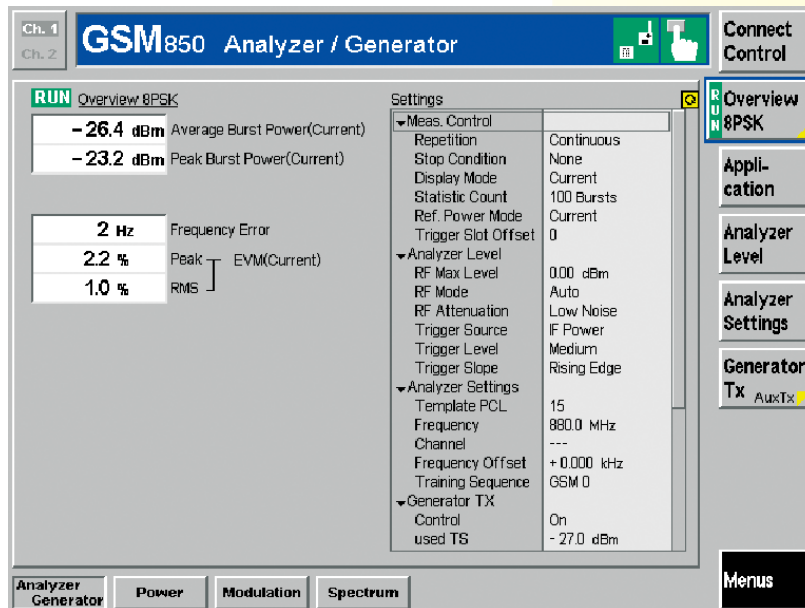 Ch. 1
Ch. 2
GSM850 Analyzer / Generator
Connect Control
RUN Overview 8PSK
- 26.4 dBm Average Burst Power(Current)
- 23.2 dBm Peak Burst Power(Current)
2 Hz Frequency Error
2.2 % Peak EVM(Current)
1.0 % RMS
Settings
Meas. Control
Repetition Continuous
Stop Condition None
Display Mode Current
Statistic Count 100 Bursts
Ref. Power Mode Current
Trigger Slot Offset 0
Analyzer Level
RF Max Level 0.00 dBm
RF Mode Auto
RF Attenuation Low Noise
Trigger Source IF Power
Trigger Level Medium
Trigger Slope Rising Edge
Analyzer Settings
Template PCL 15
Frequency 880.0 MHz
Channel ---
Frequency Offset + 0.000 kHz
Training Sequence GSM 0
Generator TX
Control On
used TS - 27.0 dBm
RUN
Overview
8PSK
Appli-
cation
Analyzer
Level
Analyzer
Settings
Generator
Tx AuxTx
Menus
Analyzer
Generator
Power
Modulation
Spectrum